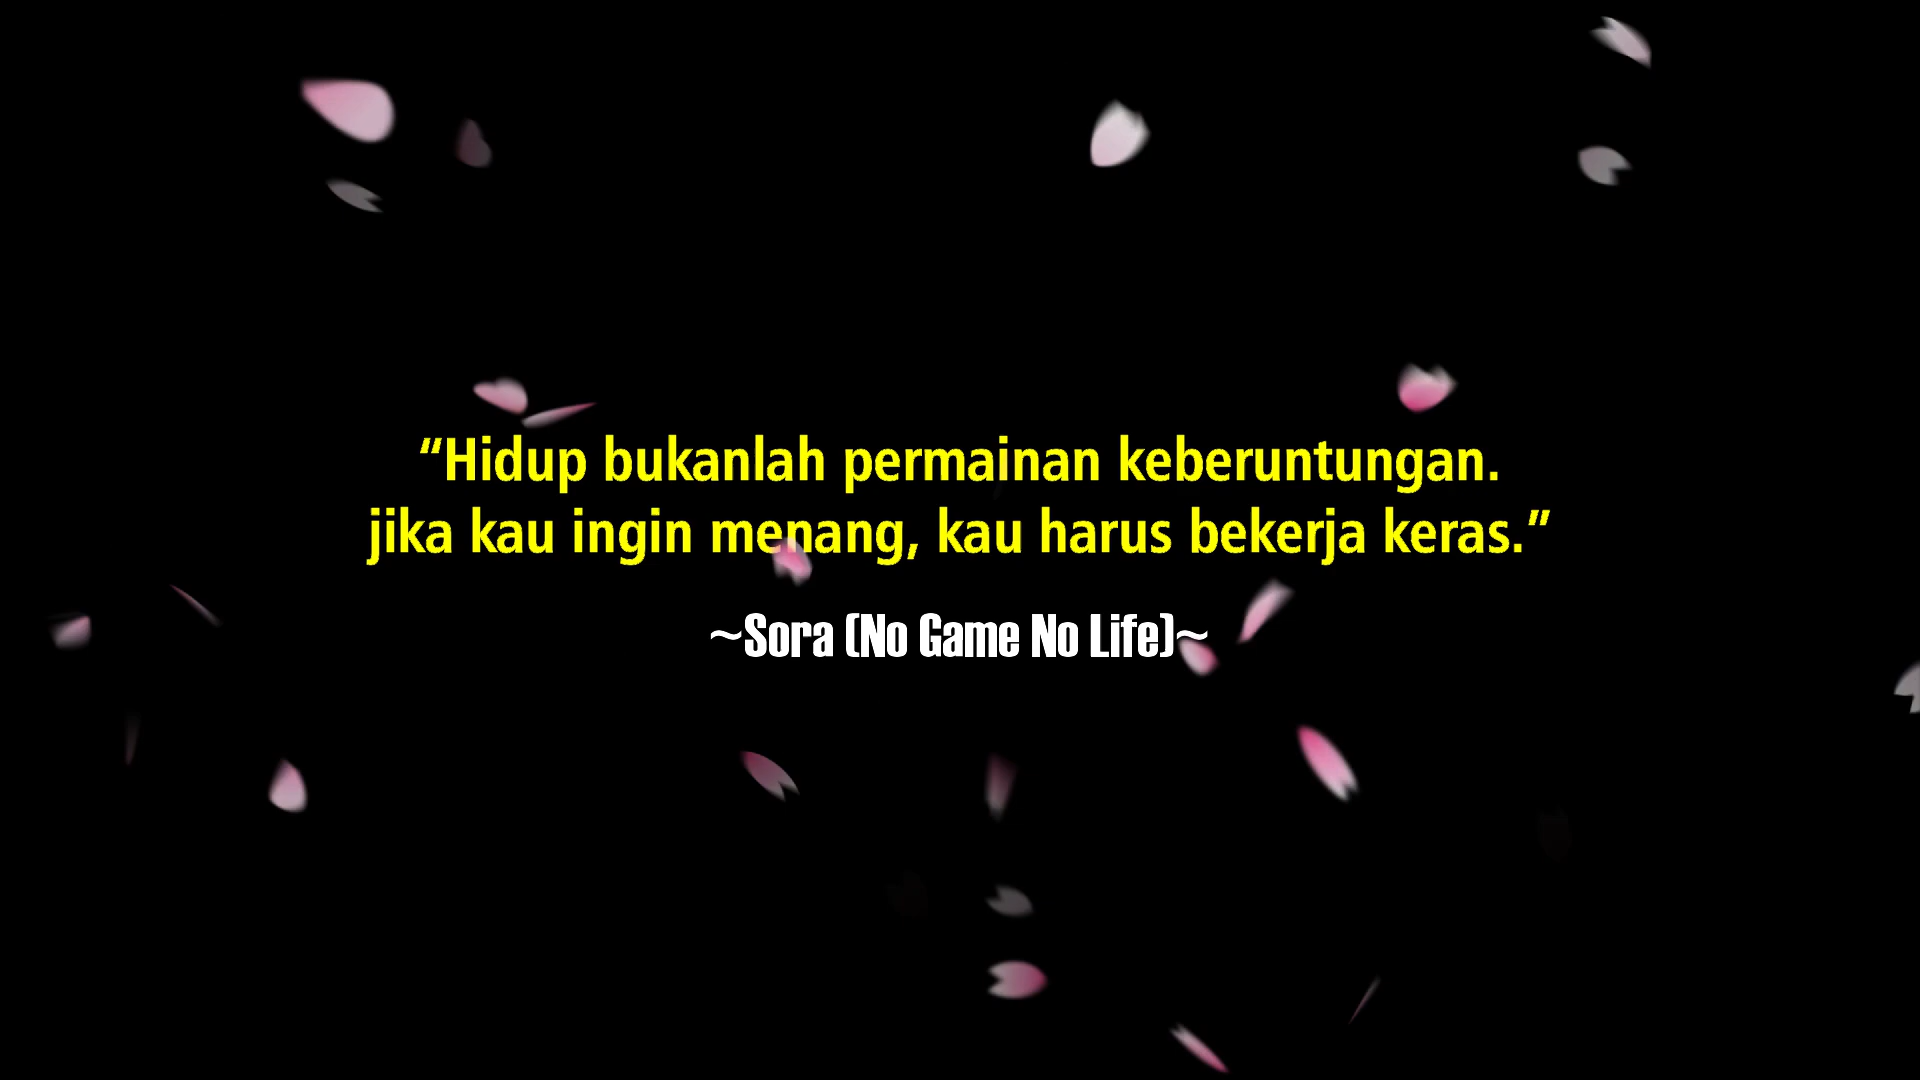 “Hidup bukanlah permainan keberuntungan.
jika kau ingin menang, kau harus bekerja keras.”
~Sora (No Game No Life)~